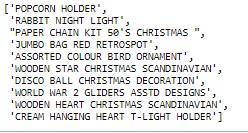 ['POPCORN HOLDER',
'RABBIT NIGHT LIGHT',
"PAPER CHAIN KIT 50'S CHRISTMAS ",
'JUMBO BAG RED RETROSPOT',
'ASSORTED COLOUR BIRD ORNAMENT',
'WOODEN STAR CHRISTMAS SCANDINAVIAN',
'DISCO BALL CHRISTMAS DECORATION',
'WORLD WAR 2 GLIDERS ASSTD DESIGNS',
'WOODEN HEART CHRISTMAS SCANDINAVIAN',
'CREAM HANGING HEART T-LIGHT HOLDER']